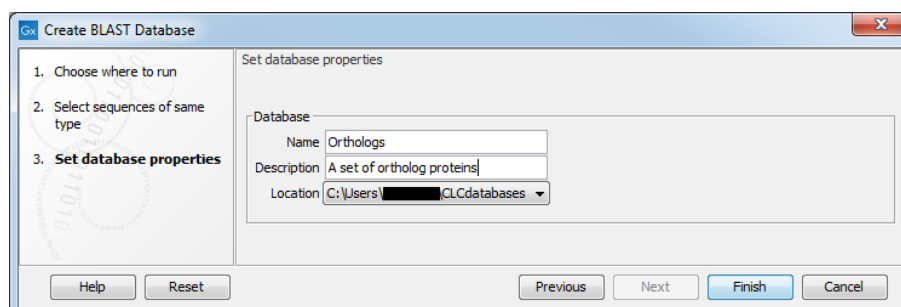 Gx Create BLAST Database
1. Choose where to run
2. Select sequences of same
type
3. Set database properties
Set database properties
Database
Name Orthologs
Description A set of ortholog proteins
Location C:\Users\ \CLCdatabases
Help Reset Previous Next Finish Cancel